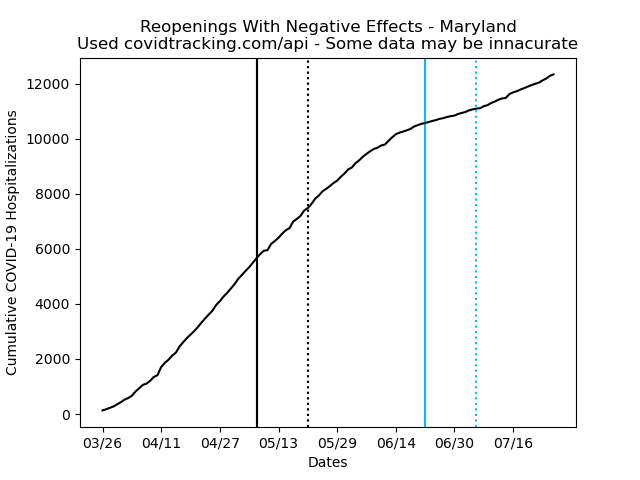 Reopenings With Negative Effects - Maryland
Used covidtracking.com/api - Some data may be innacurate
Cumulative COVID-19 Hospitalizations
12000
10000
8000
6000
4000
2000
0
03/26 04/11 04/27 05/13 05/29 06/14 06/30 07/16
Dates